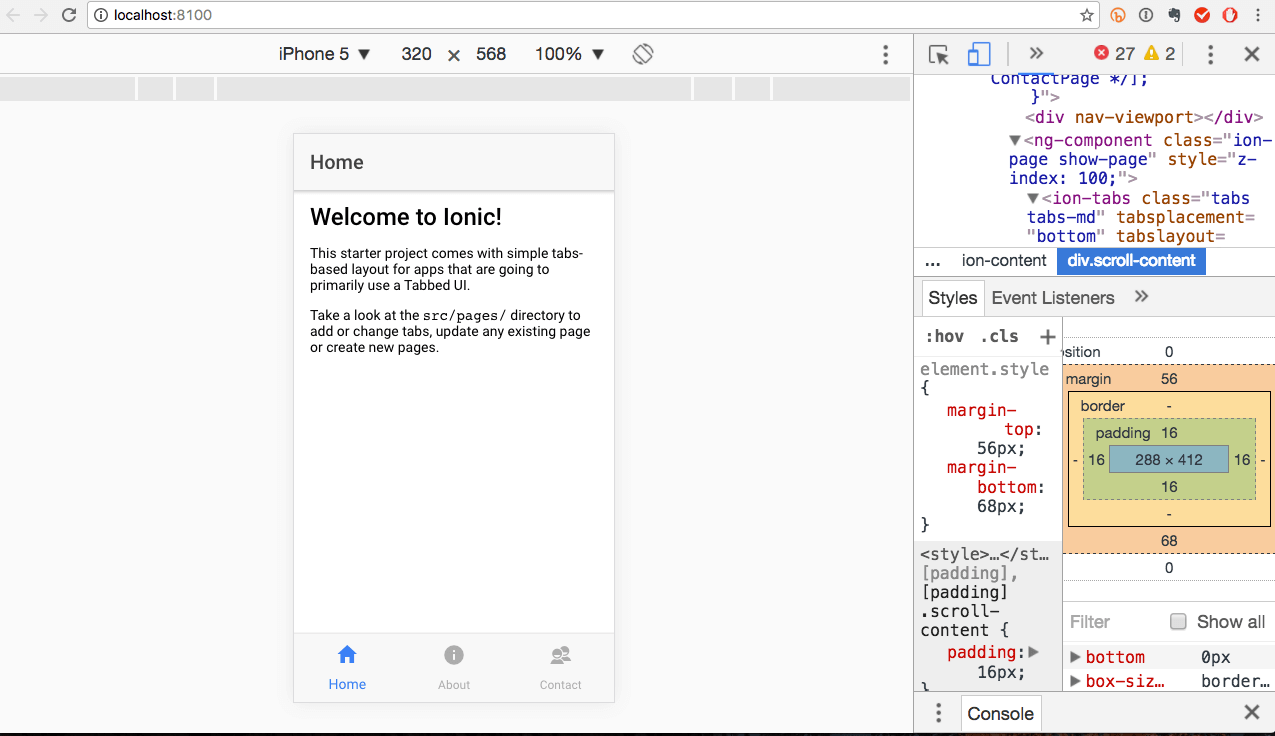 localhost:8100
iPhone 5 ▼ 320 × 568 100% ▼
27 2
ContactPage */];
}">
<div nav-viewport></div>
▼<ng-component class="ion-
page show-page" style="z-
index: 100;">
▼<ion-tabs class="tabs
tabs-md" tabsplacement=
"bottom" tabslayout=
... ion-content div.scroll-content
Styles Event Listeners »
:hov .cls +
element.style
{
margin-
top:
56px;
margin-
bottom:
68px;
}
<style>…</st…
[padding],
[padding]
.scroll-
content {
padding:▶
16px;
}
sition 0
margin 56
border -
padding 16
- 16 288 × 412 16 -
16
-
68
0
Filter Show all
▶ bottom 0px
▶ box-siz… border…
Console
Home
Welcome to Ionic!
This starter project comes with simple tabs-
based layout for apps that are going to
primarily use a Tabbed UI.
Take a look at the src/pages/ directory to
add or change tabs, update any existing page
or create new pages.
Home About Contact